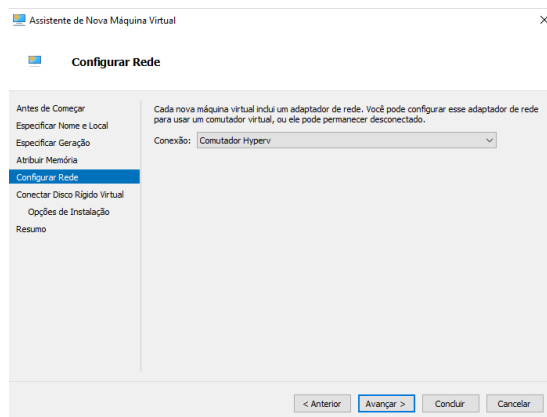 Assistente de Nova Máquina Virtual
Configurar Rede
Antes de Começar
Especificar Nome e Local
Especificar Geração
Atribuir Memória
Configurar Rede
Conectar Disco Rígido Virtual
Opções de Instalação
Resumo
Cada nova máquina virtual inclui um adaptador de rede. Você pode configurar esse adaptador de rede
para usar um comutador virtual, ou ele pode permanecer desconectado.
Conexão: Comutador Hyperv
< Anterior Avançar > Concluir Cancelar